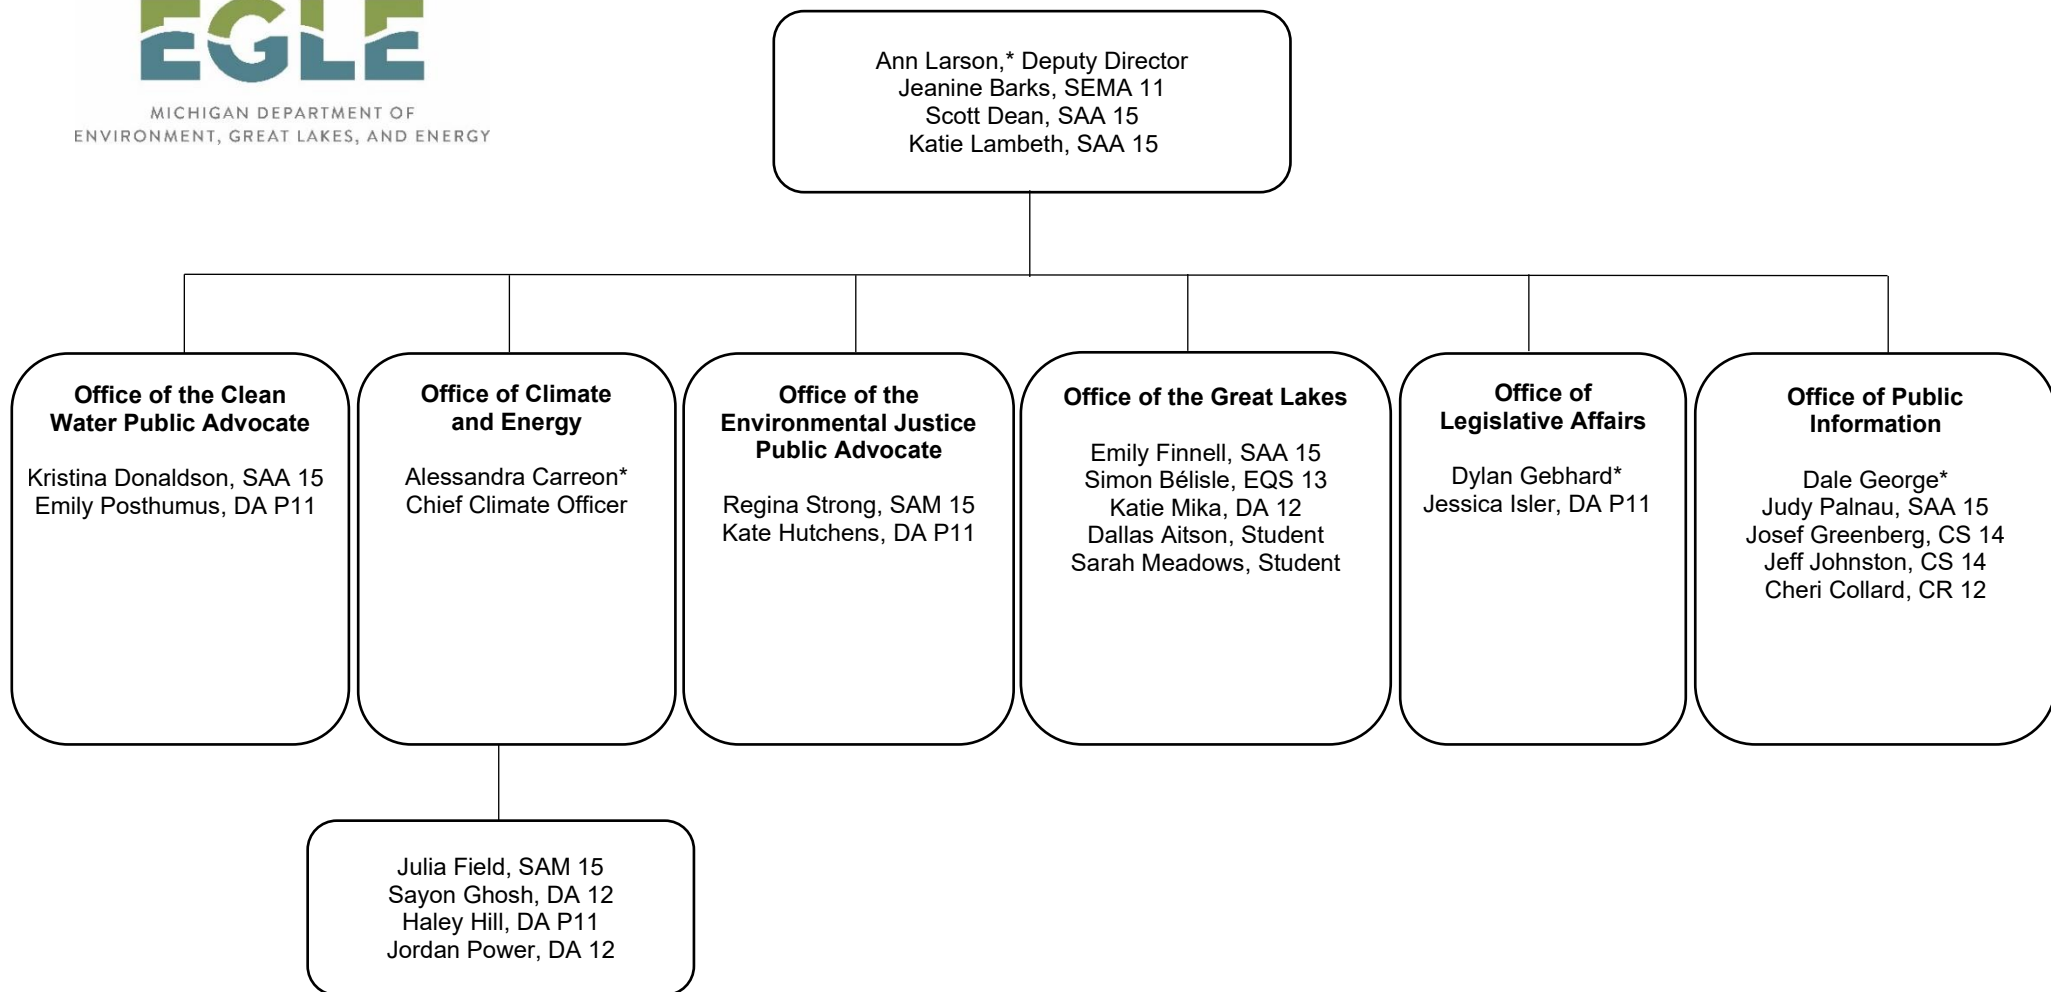 EGLE
MICHIGAN DEPARTMENT OF
ENVIRONMENT, GREAT LAKES, AND ENERGY
Ann Larson,* Deputy Director
Jeanine Barks, SEMA 11
Scott Dean, SAA 15
Katie Lambeth, SAA 15
Office of the Clean
Water Public Advocate
Kristina Donaldson, SAA 15
Emily Posthumus, DA P11
Office of Climate
and Energy
Alessandra Carreon*
Chief Climate Officer
Office of the
Environmental Justice
Public Advocate
Regina Strong, SAM 15
Kate Hutchens, DA P11
Office of the Great Lakes
Emily Finnell, SAA 15
Simon Bélisle, EQS 13
Katie Mika, DA 12
Dallas Aitson, Student
Sarah Meadows, Student
Office of
Legislative Affairs
Dylan Gebhard*
Jessica Isler, DA P11
Office of Public
Information
Dale George*
Judy Palnau, SAA 15
Josef Greenberg, CS 14
Jeff Johnston, CS 14
Cheri Collard, CR 12
Julia Field, SAM 15
Sayon Ghosh, DA 12
Haley Hill, DA P11
Jordan Power, DA 12